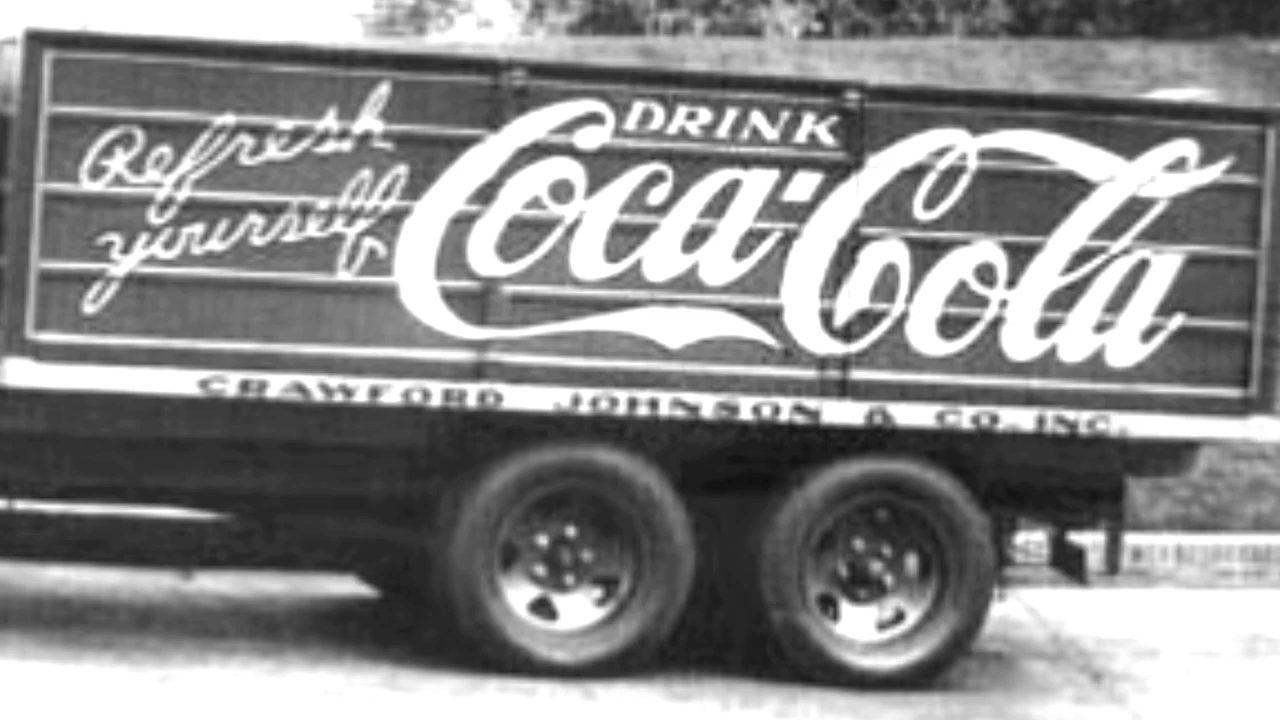 Refresh
yourself
DRINK
Coca-Cola
CRAWFORD JOHNSON & CO. INC.